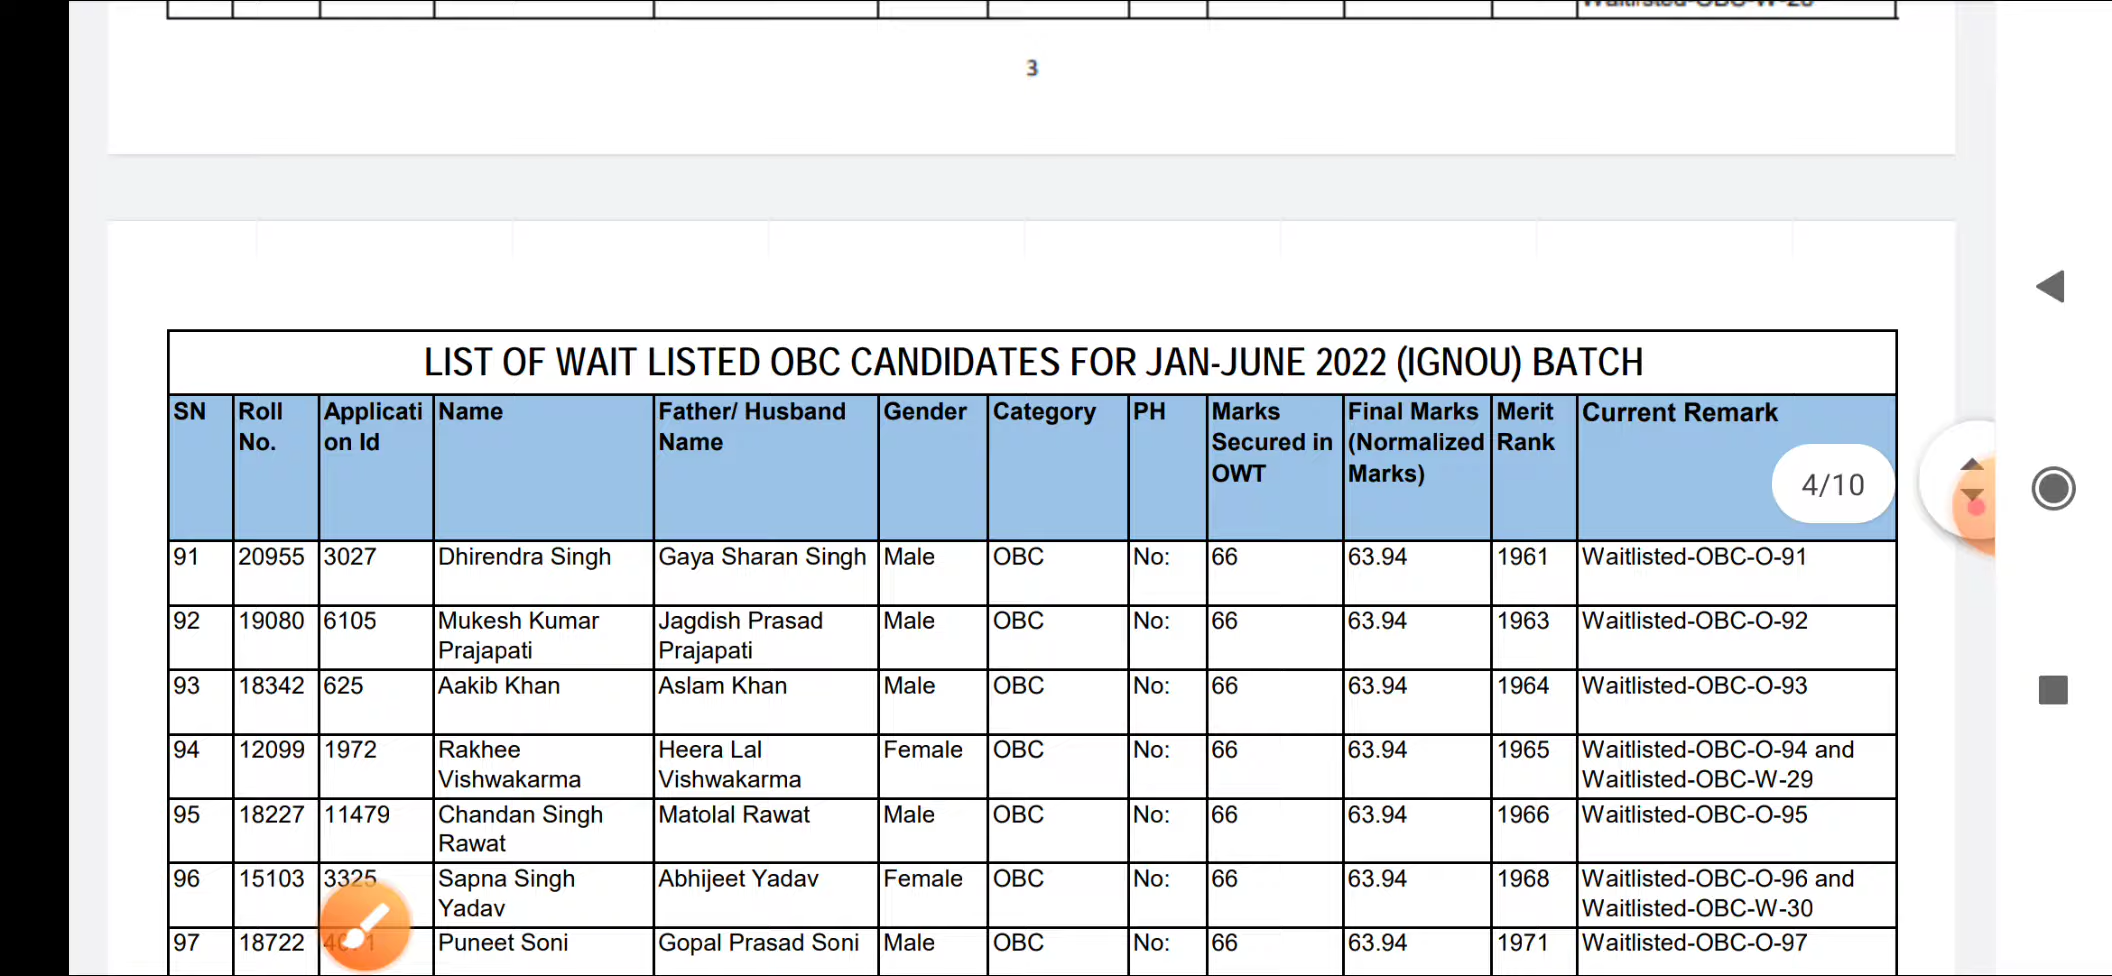 3
LIST OF WAIT LISTED OBC CANDIDATES FOR JAN-JUNE 2022 (IGNOU) BATCH
SN Roll No. Applicati on Id Name Father/ Husband Name Gender Category PH Marks Secured in OWT Final Marks (Normalized Marks) Merit Rank Current Remark
4/10
91 20955 3027 Dhirendra Singh Gaya Sharan Singh Male OBC No: 66 63.94 1961 Waitlisted-OBC-O-91
92 19080 6105 Mukesh Kumar Prajapati Jagdish Prasad Prajapati Male OBC No: 66 63.94 1963 Waitlisted-OBC-O-92
93 18342 625 Aakib Khan Aslam Khan Male OBC No: 66 63.94 1964 Waitlisted-OBC-O-93
94 12099 1972 Rakhee Vishwakarma Heera Lal Vishwakarma Female OBC No: 66 63.94 1965 Waitlisted-OBC-O-94 and Waitlisted-OBC-W-29
95 18227 11479 Chandan Singh Rawat Matolal Rawat Male OBC No: 66 63.94 1966 Waitlisted-OBC-O-95
96 15103 3325 Sapna Singh Yadav Abhijeet Yadav Female OBC No: 66 63.94 1968 Waitlisted-OBC-O-96 and Waitlisted-OBC-W-30
97 18722 Puneet Soni Gopal Prasad Soni Male OBC No: 66 63.94 1971 Waitlisted-OBC-O-97